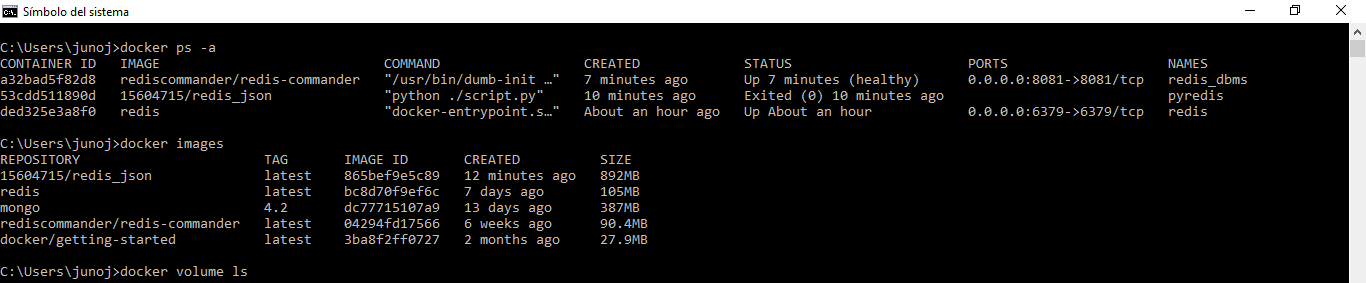 Símbolo del sistema
C:\Users\junoj>docker ps -a
CONTAINER ID   IMAGE                            COMMAND                  CREATED             STATUS                      PORTS                    NAMES
a32bad5f82d8   rediscommander/redis-commander   "/usr/bin/dumb-init …"   7 minutes ago       Up 7 minutes (healthy)      0.0.0.0:8081->8081/tcp   redis_dbms
53cdd511890d   15604715/redis_json              "python ./script.py"     10 minutes ago      Exited (0) 10 minutes ago                            pyredis
ded325e3a8f0   redis                            "docker-entrypoint.s…"   About an hour ago   Up About an hour            0.0.0.0:6379->6379/tcp   redis
C:\Users\junoj>docker images
REPOSITORY                       TAG       IMAGE ID       CREATED          SIZE
15604715/redis_json              latest    865bef9e5c89   12 minutes ago   892MB
redis                            latest    bc8d70f9ef6c   7 days ago       105MB
mongo                            4.2       dc77715107a9   13 days ago      387MB
rediscommander/redis-commander   latest    04294fd17566   6 weeks ago      90.4MB
docker/getting-started           latest    3ba8f2ff0727   2 months ago     27.9MB
C:\Users\junoj>docker volume ls